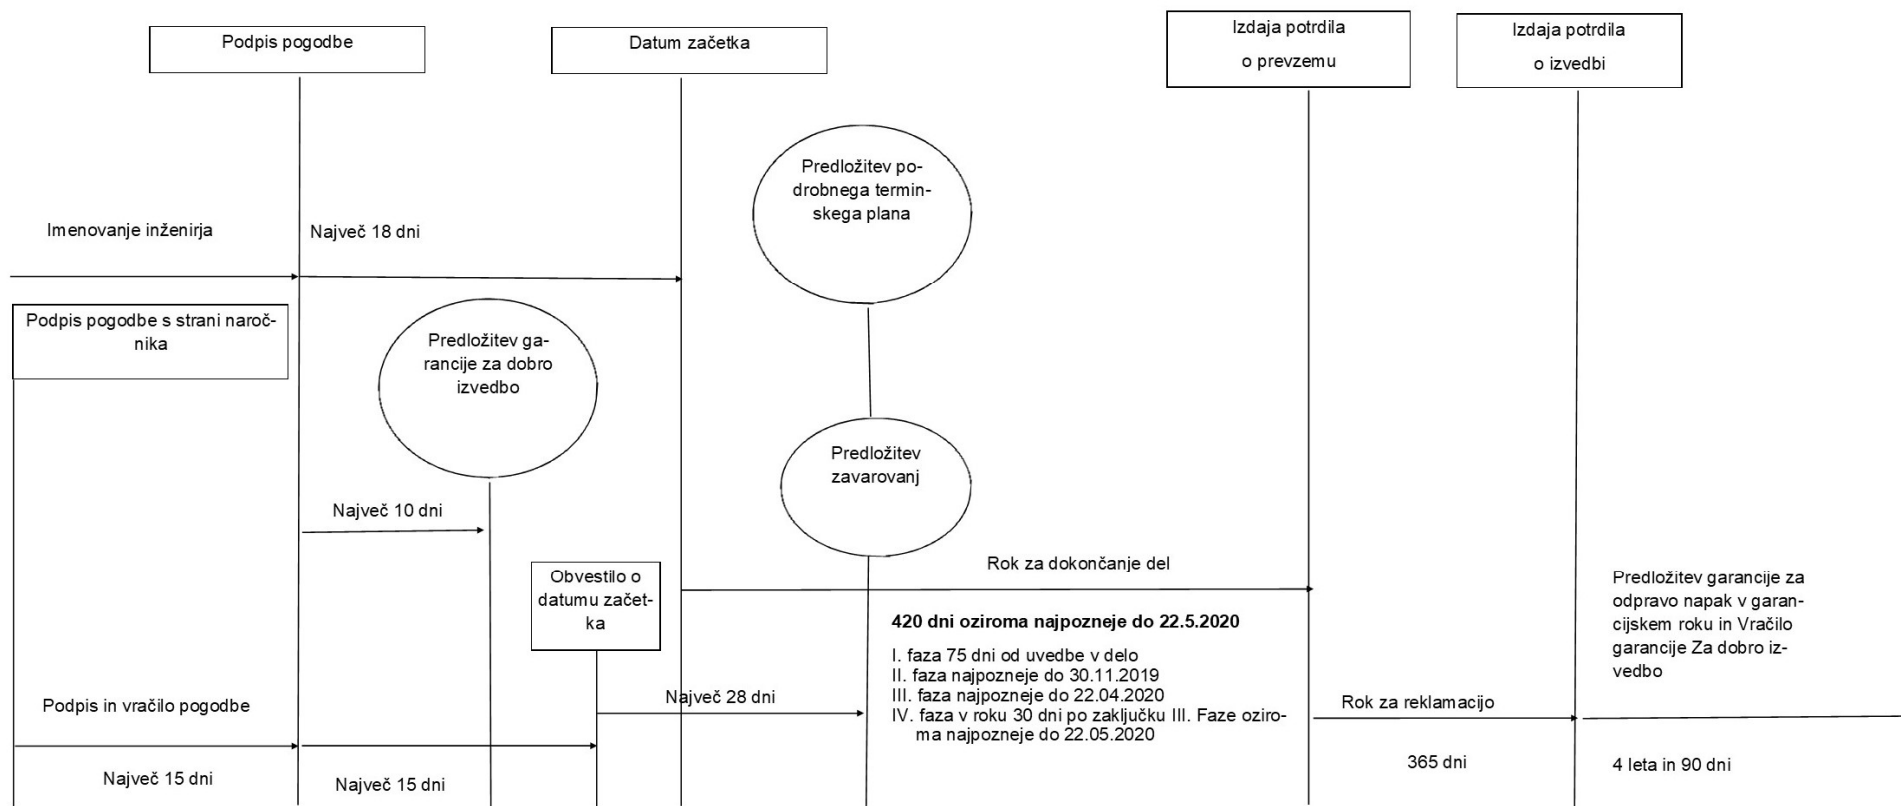 Podpis pogodbe
Datum začetka
Izdaja potrdila
o prevzemu
Izdaja potrdila
o izvedbi
Predložitev po-
drobnega termin-
skega plana
Imenovanje inženirja
Največ 18 dni
Podpis pogodbe s strani naroč-
nika
Predložitev ga-
rancije za dobro
izvedbo
Predložitev
zavarovanj
Največ 10 dni
Obvestilo o
datumu začet-
ka
Rok za dokončanje del
420 dni oziroma najpozneje do 22.5.2020
I. faza 75 dni od uvedbe v delo
II. faza najpozneje do 30.11.2019
III. faza najpozneje do 22.04.2020
IV. faza v roku 30 dni po zaključku III. Faze oziro-
ma najpozneje do 22.05.2020
Predložitev garancije za
odpravo napak v garan-
cijskem roku in Vračilo
garancije Za dobro iz-
vedbo
Največ 28 dni
Podpis in vračilo pogodbe
Rok za reklamacijo
Največ 15 dni
Največ 15 dni
365 dni
4 leta in 90 dni